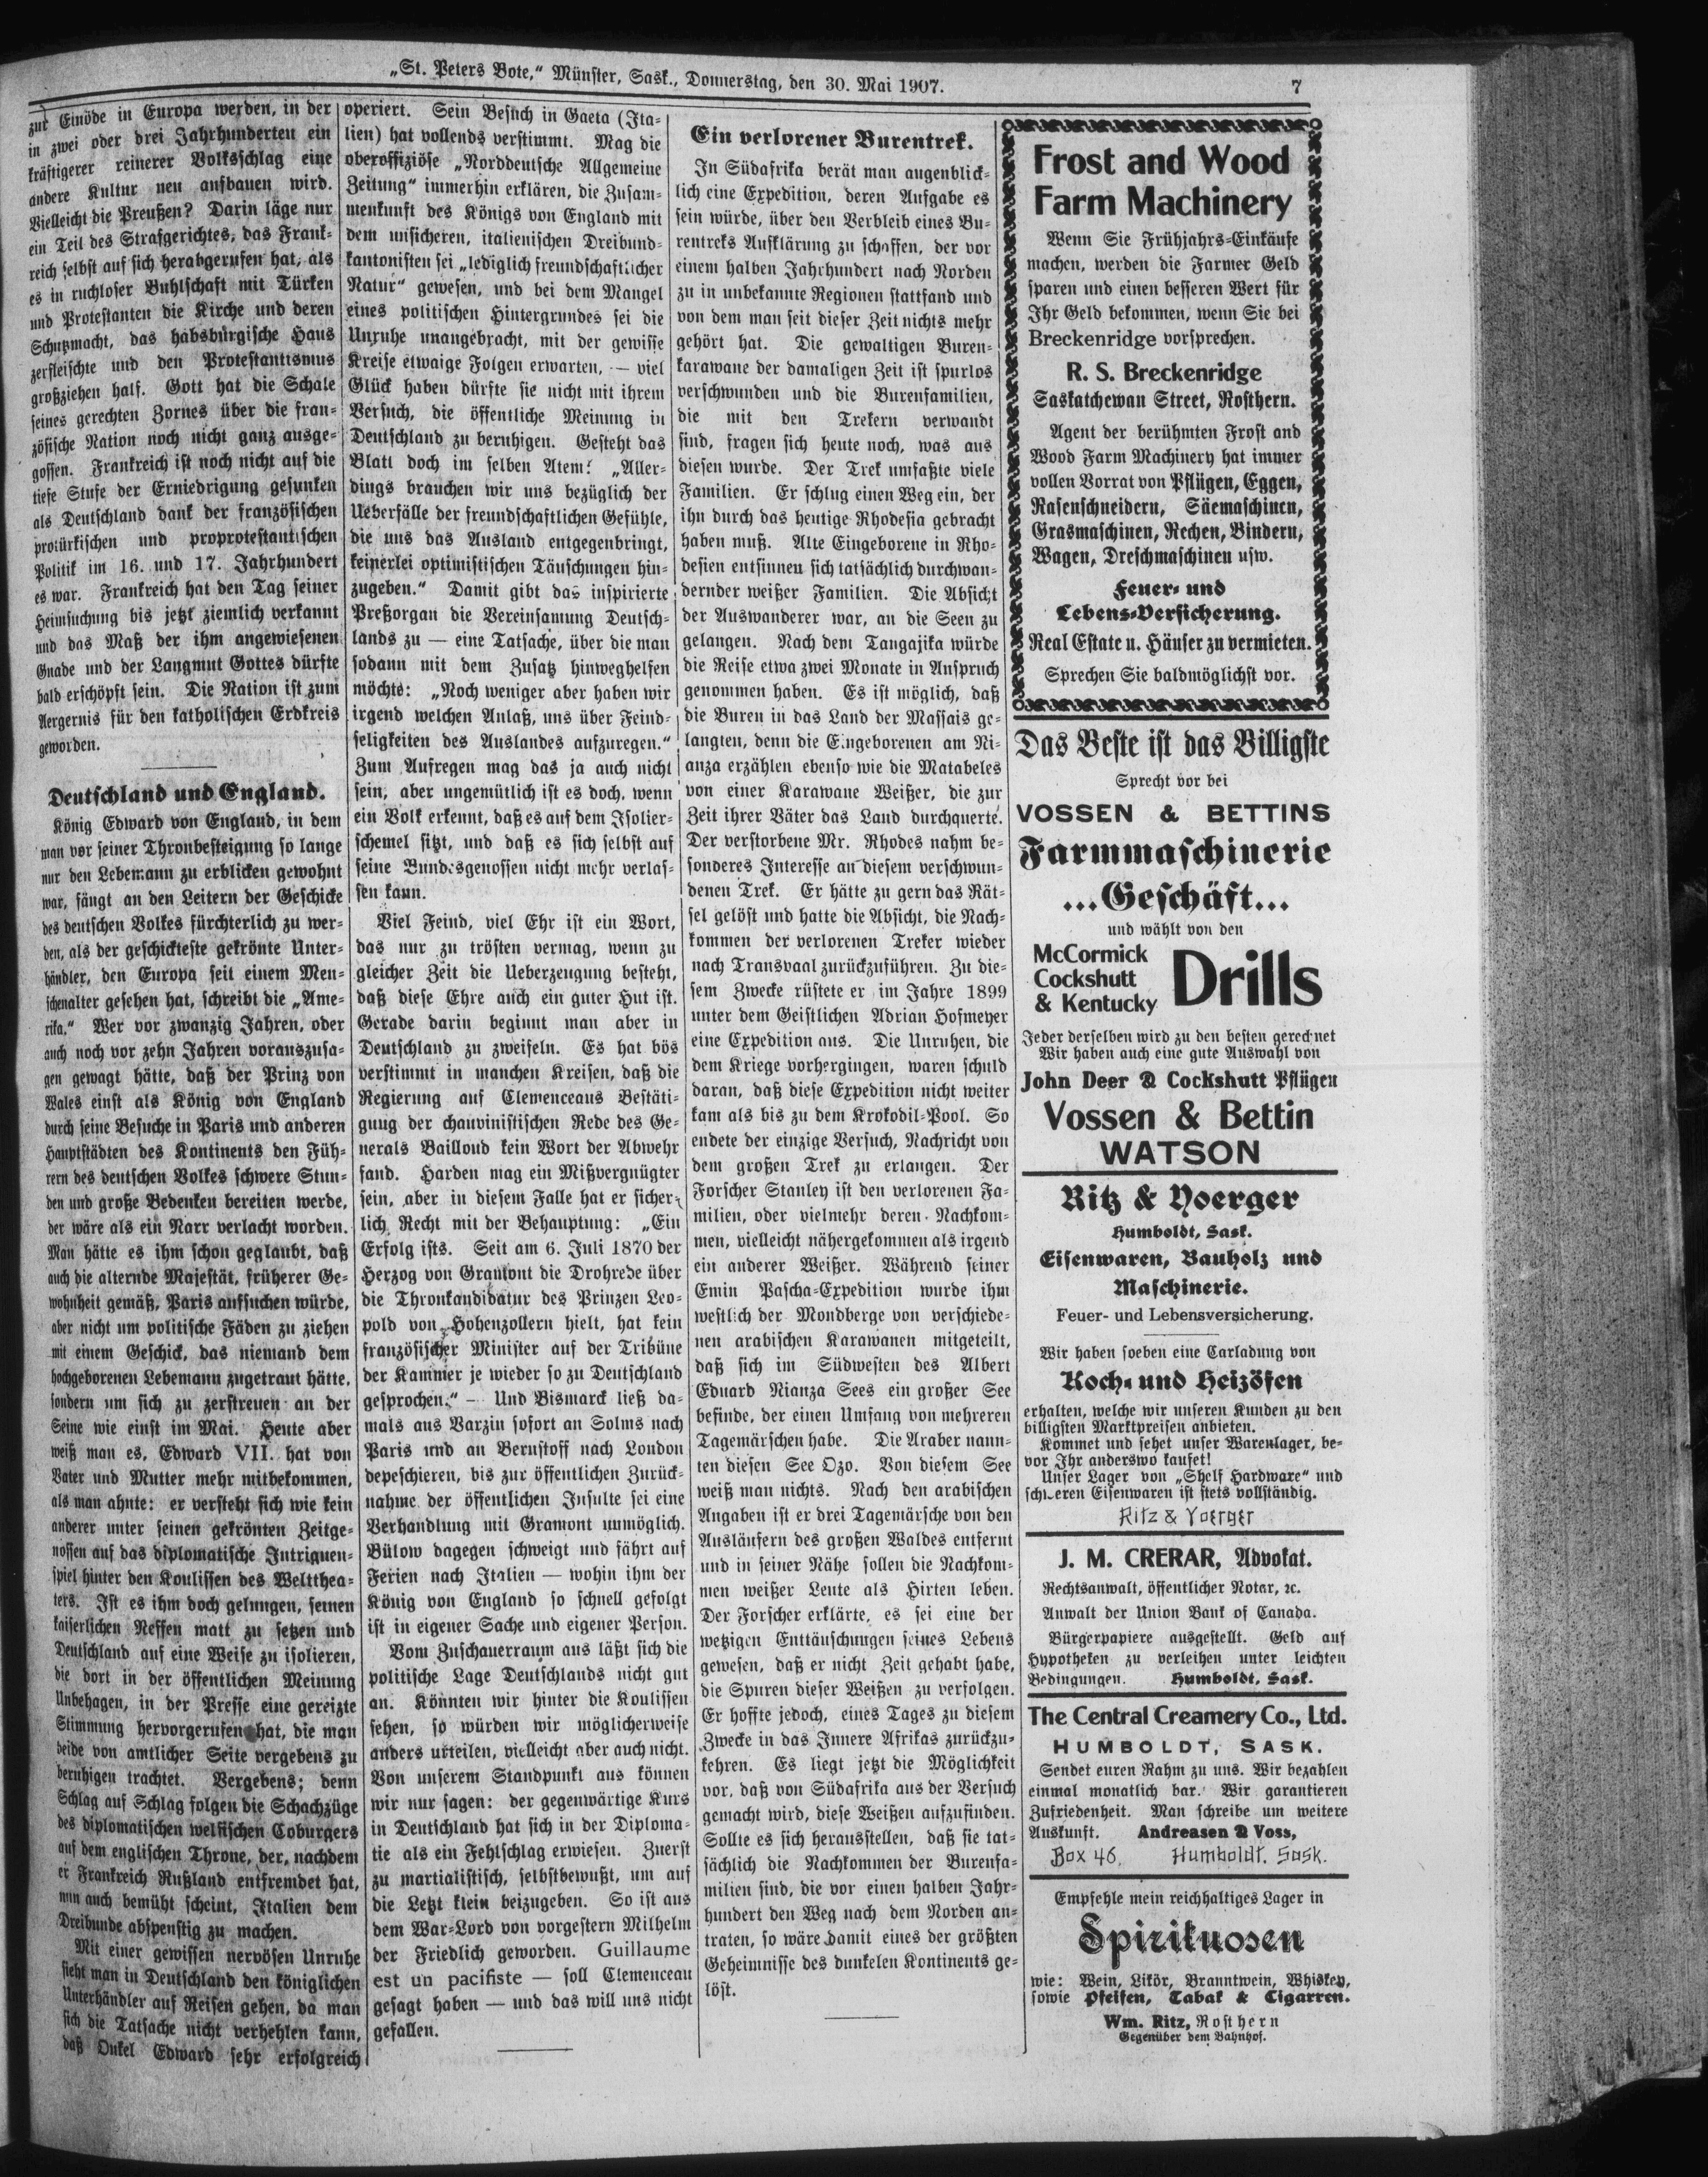 „St. Peters Bote,“ Münster, Sask., Donnerstag, den 30. Mai 1907.
7
zur Einöde in Europa werden, in der
in zwei oder drei Jahrhunderten ein
kräftigerer reinerer Volksschlag eine
andere Kultur neu aufbauen wird.
Vielleicht die Preußen? Darin läge nur
ein Teil des Strafgerichtes, das Frank-
reich selbst auf sich herabgerufen hat, als
es in ruchloser Buhlschaft mit Türken
und Protestanten die Kirche und deren
Schutzmacht, das habsburgische Haus
zerfleischte und den Protestantismus
großziehen half. Gott hat die Schale
seines gerechten Zornes über die fran-
zösische Nation noch nicht ganz ausge-
gossen. Frankreich ist noch nicht auf die
tiefe Stufe der Erniedrigung gesunken
als Deutschland dank der französischen
protürkischen und proprotestantischen
Politik im 16. und 17. Jahrhundert
es war. Frankreich hat den Tag seiner
Heimsuchung bis jetzt ziemlich verkannt
und das Maß der ihm angewiesenen
Gnade und der Langmut Gottes dürfte
bald erschöpft sein. Die Nation ist zum
Aergernis für den katholischen Erdkreis
geworden.
Deutschland und England.
König Edward von England, in dem
man vor seiner Thronbesteigung so lange
nur den Lebemann zu erblicken gewohnt
war, fängt an den Leitern der Geschicke
des deutschen Volkes fürchterlich zu wer-
den, als der geschickteste gekrönte Unter-
händler, den Europa seit einem Men-
schenalter gesehen hat, schreibt die „Ame-
rika.“ Wer vor zwanzig Jahren, oder
auch noch vor zehn Jahren vorauszusa-
gen gewagt hätte, daß der Prinz von
Wales einst als König von England
durch seine Besuche in Paris und anderen
Hauptstädten des Kontinents den Füh-
rern des deutschen Volkes schwere Stun-
den und große Bedenken bereiten werde,
der wäre als ein Narr verlacht worden.
Man hätte es ihm schon geglaubt, daß
auch die alternde Majestät, früherer Ge-
wohnheit gemäß, Paris aufsuchen würde,
aber nicht um politische Fäden zu ziehen
mit einem Geschick, das niemand dem
hochgeborenen Lebemann zugetraut hätte,
sondern um sich zu zerstreuen an der
Seine wie einst im Mai. Heute aber
weiß man es, Edward VII. hat von
Vater und Mutter mehr mitbekommen,
als man ahnte: er versteht sich wie kein
anderer unter seinen gekrönten Zeitge-
nossen auf das diplomatische Intriguen-
spiel hinter den Koulissen des Weltthea-
ters. Ist es ihm doch gelungen, seinen
kaiserlichen Neffen matt zu setzen und
Deutschland auf eine Weise zu isolieren,
die dort in der öffentlichen Meinung
Unbehagen, in der Presse eine gereizte
Stimmung hervorgerufen hat, die man
beide von amtlicher Seite vergebens zu
beruhigen trachtet. Vergebens; denn
Schlag auf Schlag folgen die Schachzüge
des diplomatischen welfischen Coburgers
auf dem englischen Throne, der, nachdem
er Frankreich Rußland entfremdet hat,
nun auch bemüht scheint, Italien dem
Dreibunde abspenstig zu machen.
Mit einer gewissen nervösen Unruhe
sieht man in Deutschland den königlichen
Unterhändler auf Reisen gehen, da man
sich die Tatsache nicht verhehlen kann,
daß Onkel Edward sehr erfolgreich
operiert. Sein Besuch in Gaeta (Ita-
lien) hat vollends verstimmt. Mag die
oberoffiziöse „Norddeutsche Allgemeine
Zeitung“ immerhin erklären, die Zusam-
menkunft des Königs von England mit
dem unsicheren, italienischen Dreibund-
kantonisten sei „lediglich freundschaftlicher
Natur“ gewesen, und bei dem Mangel
eines politischen Hintergrundes sei die
Unruhe unangebracht, mit der gewisse
Kreise etwaige Folgen erwarten, — viel
Glück haben dürfte sie nicht mit ihrem
Versuch, die öffentliche Meinung in
Deutschland zu beruhigen. Gesteht das
Blatt doch im selben Atem: „Aller-
dings brauchen wir uns bezüglich der
Ueberfälle der freundschaftlichen Gefühle,
die uns das Ausland entgegenbringt,
keinerlei optimistischen Täuschungen hin-
zugeben.“ Damit gibt das inspirierte
Preßorgan die Vereinsamung Deutsch-
lands zu — eine Tatsache, über die man
sodann mit dem Zusatz hinweghelfen
möchte: „Noch weniger aber haben wir
irgend welchen Anlaß, uns über Feind-
seligkeiten des Auslandes aufzuregen.“
Zum Aufregen mag das ja auch nicht
sein, aber ungemütlich ist es doch, wenn
ein Volk erkennt, daß es auf dem Isolier-
schemel sitzt, und daß es sich selbst auf
seine Bundesgenossen nicht mehr verlas-
sen kann.
Viel Feind, viel Ehr ist ein Wort,
das nur zu trösten vermag, wenn zu
gleicher Zeit die Ueberzeugung besteht,
daß diese Ehre auch ein guter Hut ist.
Gerade darin beginnt man aber in
Deutschland zu zweifeln. Es hat bös
verstimmt in manchen Kreisen, daß die
Regierung auf Clemenceaus Bestäti-
gung der chauvinistischen Rede des Ge-
nerals Bailloud kein Wort der Abwehr
fand. Harden mag ein Mißvergnügter
sein, aber in diesem Falle hat er sicher-
lich Recht mit der Behauptung: „Ein
Erfolg ists. Seit am 6. Juli 1870 der
Herzog von Gramont die Drohrede über
die Thronkandidatur des Prinzen Leo-
pold von Hohenzollern hielt, hat kein
französischer Minister auf der Tribüne
der Kammer je wieder so zu Deutschland
gesprochen.“ — Und Bismarck ließ da-
mals aus Varzin sofort an Solms nach
Paris und an Bernstoff nach London
depeschieren, bis zur öffentlichen Zurück-
nahme der öffentlichen Insulte sei eine
Verhandlung mit Gramont unmöglich.
Bülow dagegen schweigt und fährt auf
Ferien nach Italien — wohin ihm der
König von England so schnell gefolgt
ist in eigener Sache und eigener Person.
Vom Zuschauerraum aus läßt sich die
politische Lage Deutschlands nicht gut
an. Könnten wir hinter die Koulissen
sehen, so würden wir möglicherweise
anders urteilen, vielleicht aber auch nicht.
Von unserem Standpunkt aus können
wir nur sagen: der gegenwärtige Kurs
in Deutschland hat sich in der Diploma-
tie als ein Fehlschlag erwiesen. Zuerst
zu martialistisch, selbstbewußt, um auf
die Letzt klein beizugeben. So ist aus
dem War-Lord von vorgestern Milhelm
der Friedlich geworden. Guillaume
est un pacifiste — soll Clemenceau
gesagt haben — und das will uns nicht
gefallen.
Ein verlorener Burentrek.
In Südafrika berät man augenblick-
lich eine Expedition, deren Aufgabe es
sein würde, über den Verbleib eines Bu-
rentreks Aufklärung zu schaffen, der vor
einem halben Jahrhundert nach Norden
zu in unbekannte Regionen stattfand und
von dem man seit dieser Zeit nichts mehr
gehört hat. Die gewaltigen Buren-
karawane der damaligen Zeit ist spurlos
verschwunden und die Burenfamilien,
die mit den Trekern verwandt
sind, fragen sich heute noch, was aus
diesen wurde. Der Trek umfaßte viele
Familien. Er schlug einen Weg ein, der
ihn durch das heutige Rhodesia gebracht
haben muß. Alte Eingeborene in Rho-
desien entsinnen sich tatsächlich durchwan-
dernder weißer Familien. Die Absicht
der Auswanderer war, an die Seen zu
gelangen. Nach dem Tangajika würde
die Reise etwa zwei Monate in Anspruch
genommen haben. Es ist möglich, daß
die Buren in das Land der Massais ge-
langten, denn die Eingeborenen am Ni-
anza erzählen ebenso wie die Matabeles
von einer Karawane Weißer, die zur
Zeit ihrer Väter das Land durchquerte.
Der verstorbene Mr. Rhodes nahm be-
sonderes Interesse an diesem verschwun-
denen Trek. Er hätte zu gern das Rät-
sel gelöst und hatte die Absicht, die Nach-
kommen der verlorenen Treker wieder
nach Transvaal zurückzuführen. Zu die-
sem Zwecke rüstete er im Jahre 1899
unter dem Geistlichen Adrian Hofmeyer
eine Expedition aus. Die Unruhen, die
dem Kriege vorhergingen, waren schuld
daran, daß diese Expedition nicht weiter
kam als bis zu dem Krokodil-Pool. So
endete der einzige Versuch, Nachricht von
dem großen Trek zu erlangen. Der
Forscher Stanley ist den verlorenen Fa-
milien, oder vielmehr deren Nachkom-
men, vielleicht nähergekommen als irgend
ein anderer Weißer. Während seiner
Emin Pascha-Expedition wurde ihm
westlich der Mondberge von verschiede-
nen arabischen Karawanen mitgeteilt,
daß sich im Südwesten des Albert
Eduard Nianza Sees ein großer See
befinde, der einen Umfang von mehreren
Tagemärschen habe. Die Araber nann-
ten diesen See Ozo. Von diesem See
weiß man nichts. Nach den arabischen
Angaben ist er drei Tagemärsche von den
Ausläufern des großen Waldes entfernt
und in seiner Nähe sollen die Nachkom-
men weißer Leute als Hirten leben.
Der Forscher erklärte, es sei eine der
wetzigen Enttäuschungen seines Lebens
gewesen, daß er nicht Zeit gehabt habe,
die Spuren dieser Weißen zu verfolgen.
Er hoffte jedoch, eines Tages zu diesem
Zwecke in das Innere Afrikas zurückzu-
kehren. Es liegt jetzt die Möglichkeit
vor, daß von Südafrika aus der Versuch
gemacht wird, diese Weißen aufzufinden.
Sollte es sich herausstellen, daß sie tat-
sächlich die Nachkommen der Burenfa-
milien sind, die vor einen halben Jahr-
hundert den Weg nach dem Norden an-
traten, so wäre damit eines der größten
Geheimnisse des dunkelen Kontinents ge-
löst.
Frost and Wood
Farm Machinery
Wenn Sie Frühjahrs-Einkäufe
machen, werden die Farmer Geld
sparen und einen besseren Wert für
Ihr Geld bekommen, wenn Sie bei
Breckenridge vorsprechen.
R. S. Breckenridge
Saskatchewan Street, Rosthern.
Agent der berühmten Frost and
Wood Farm Machinery hat immer
vollen Vorrat von Pflügen, Eggen,
Rasenschneidern, Säemaschinen,
Grasmaschinen, Rechen, Bindern,
Wagen, Dreschmaschinen usw.
Feuer- und
Lebens-Versicherung.
Real Estate u. Häuser zu vermieten.
Sprechen Sie baldmöglichst vor.
Das Beste ist das Billigste
Sprecht vor bei
VOSSEN & BETTINS
Farmmaschinerie
...Geschäft...
und wählt von den
McCormick
Cockshutt
& Kentucky
Drills
Jeder derselben wird zu den besten gerechnet
Wir haben auch eine gute Auswahl von
John Deer & Cockshutt Pflügen
Vossen & Bettin
WATSON
Ritz & Yoerger
Humboldt, Sask.
Eisenwaren, Bauholz und
Maschinerie.
Feuer- und Lebensversicherung.
Wir haben soeben eine Carladung von
Koch- und Heizöfen
erhalten, welche wir unseren Kunden zu den
billigsten Marktpreisen anbieten.
Kommet und sehet unser Warenlager, be-
vor Ihr anderswo kaufet!
Unser Lager von „Shelf Hardware“ und
schweren Eisenwaren ist stets vollständig.
Ritz & Yoerger
J. M. CRERAR, Advokat.
Rechtsanwalt, öffentlicher Notar, ꝛc.
Anwalt der Union Bank of Canada.
Bürgerpapiere ausgestellt. Geld auf
Hypotheken zu verleihen unter leichten
Bedingungen. Humboldt, Sask.
The Central Creamery Co., Ltd.
HUMBOLDT, SASK.
Sendet euren Rahm zu uns. Wir bezahlen
einmal monatlich bar. Wir garantieren
Zufriedenheit. Man schreibe um weitere
Auskunft. Andreasen & Voss,
Box 46, Humboldt. Sask.
Empfehle mein reichhaltiges Lager in
Spirituosen
wie: Wein, Likör, Branntwein, Whiskey,
sowie Pfeifen, Tabak & Cigarren.
Wm. Ritz, Rosthern
Gegenüber dem Bahnhof.